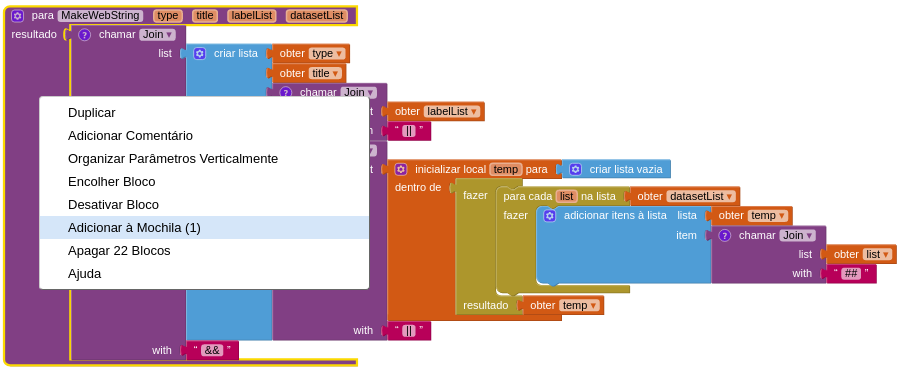 para MakeWebString type title labelList datasetList
resultado ? chamar Join
list criar lista obter type
obter title
? chamar Join
obter labelList
" || "
inicializar local temp para criar lista vazia
dentro de fazer para cada list na lista obter datasetList
fazer adicionar itens à lista lista obter temp
item ? chamar Join
list obter list
with " ## "
resultado obter temp
with " || "
with " && "
Duplicar
Adicionar Comentário
Organizar Parâmetros Verticalmente
Encolher Bloco
Desativar Bloco
Adicionar à Mochila (1)
Apagar 22 Blocos
Ajuda